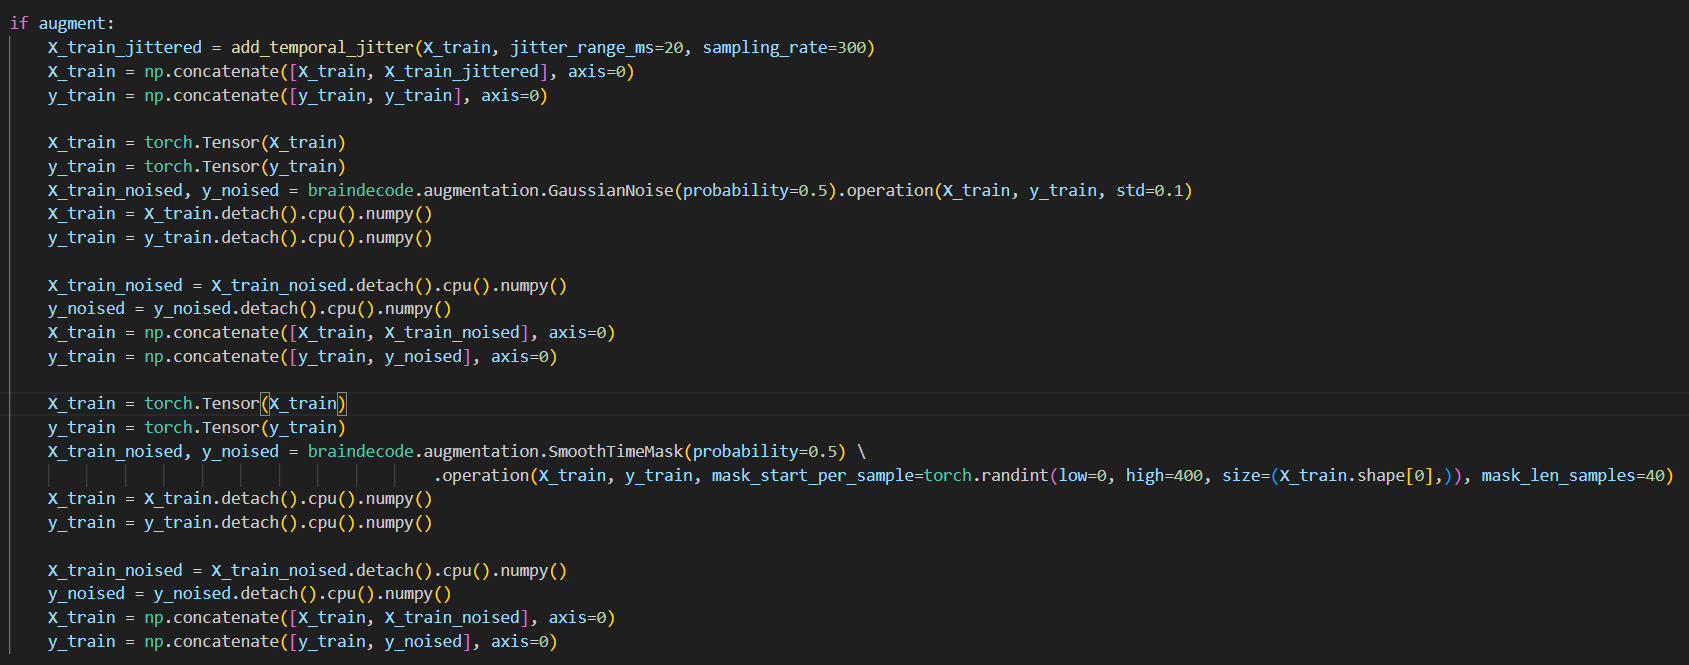 if augment:
    X_train_jittered = add_temporal_jitter(X_train, jitter_range_ms=20, sampling_rate=300)
    X_train = np.concatenate([X_train, X_train_jittered], axis=0)
    y_train = np.concatenate([y_train, y_train], axis=0)

    X_train = torch.Tensor(X_train)
    y_train = torch.Tensor(y_train)
    X_train_noised, y_noised = braindecode.augmentation.GaussianNoise(probability=0.5).operation(X_train, y_train, std=0.1)
    X_train = X_train.detach().cpu().numpy()
    y_train = y_train.detach().cpu().numpy()

    X_train_noised = X_train_noised.detach().cpu().numpy()
    y_noised = y_noised.detach().cpu().numpy()
    X_train = np.concatenate([X_train, X_train_noised], axis=0)
    y_train = np.concatenate([y_train, y_noised], axis=0)

    X_train = torch.Tensor(X_train)
    y_train = torch.Tensor(y_train)
    X_train_noised, y_noised = braindecode.augmentation.SmoothTimeMask(probability=0.5) \
                                            .operation(X_train, y_train, mask_start_per_sample=torch.randint(low=0, high=400, size=(X_train.shape[0],)), mask_len_samples=40)
    X_train = X_train.detach().cpu().numpy()
    y_train = y_train.detach().cpu().numpy()

    X_train_noised = X_train_noised.detach().cpu().numpy()
    y_noised = y_noised.detach().cpu().numpy()
    X_train = np.concatenate([X_train, X_train_noised], axis=0)
    y_train = np.concatenate([y_train, y_noised], axis=0)